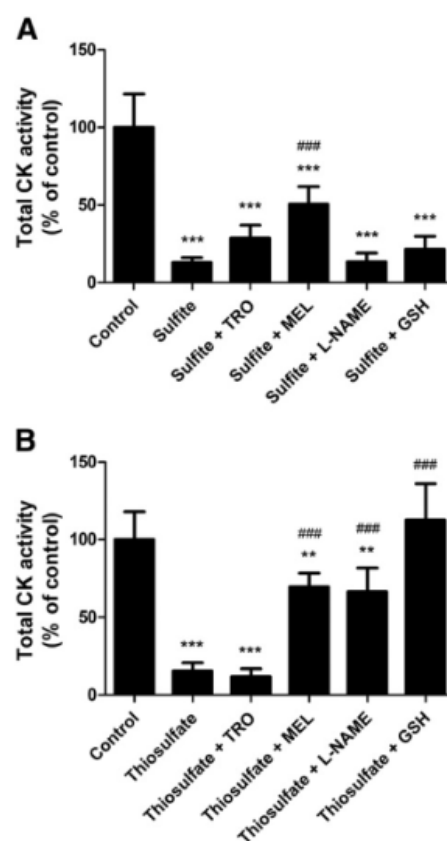 A
Total CK activity
(% of control)
150
100
50
0
***
***
###
***
***
***
Control
Sulfite
Sulfite + TRO
Sulfite + MEL
Sulfite + L-NAME
Sulfite + GSH
B
Total CK activity
(% of control)
150
100
50
0
***
***
###
**
###
**
###
Control
Thiosulfate
Thiosulfate + TRO
Thiosulfate + MEL
Thiosulfate + L-NAME
Thiosulfate + GSH